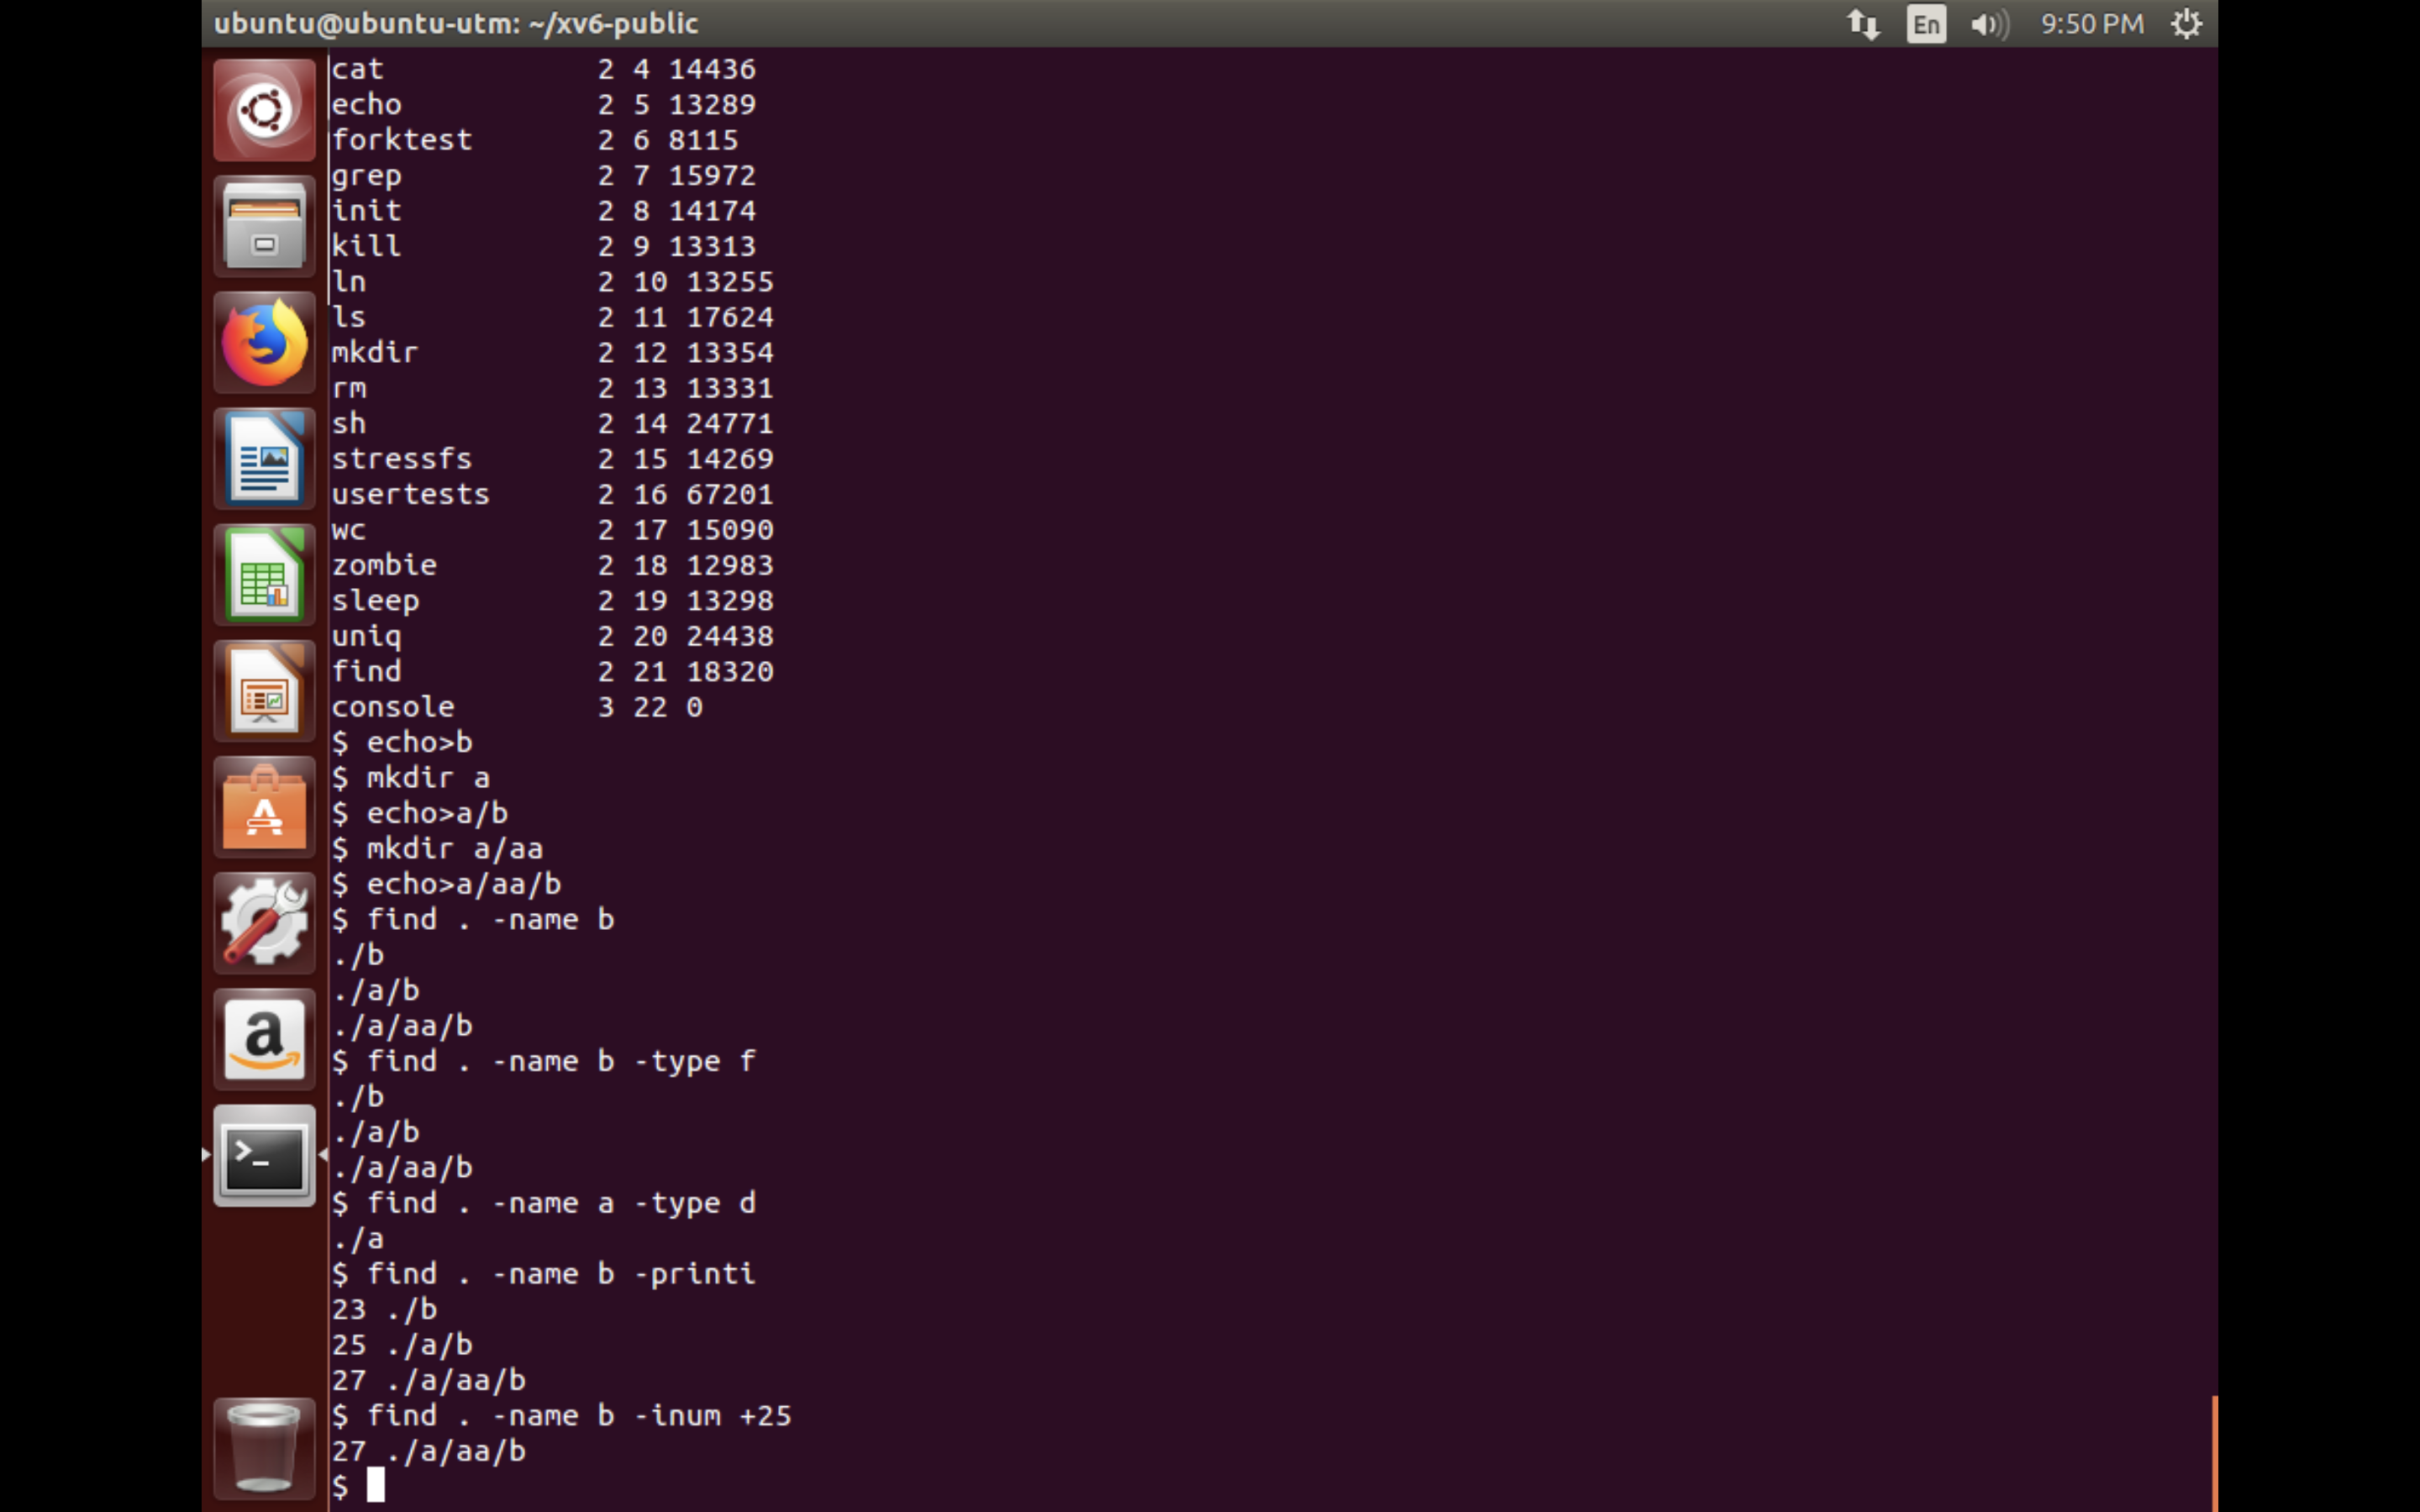 ubuntu@ubuntu-utm: ~/xv6-public En 9:50 PM
cat 2 4 14436
echo 2 5 13289
forktest 2 6 8115
grep 2 7 15972
init 2 8 14174
kill 2 9 13313
ln 2 10 13255
ls 2 11 17624
mkdir 2 12 13354
rm 2 13 13331
sh 2 14 24771
stressfs 2 15 14269
usertests 2 16 67201
wc 2 17 15090
zombie 2 18 12983
sleep 2 19 13298
uniq 2 20 24438
find 2 21 18320
console 3 22 0
$ echo>b
$ mkdir a
$ echo>a/b
$ mkdir a/aa
$ echo>a/aa/b
$ find . -name b
./b
./a/b
./a/aa/b
$ find . -name b -type f
./b
./a/b
./a/aa/b
$ find . -name a -type d
./a
$ find . -name b -printi
23 ./b
25 ./a/b
27 ./a/aa/b
$ find . -name b -inum +25
27 ./a/aa/b
$